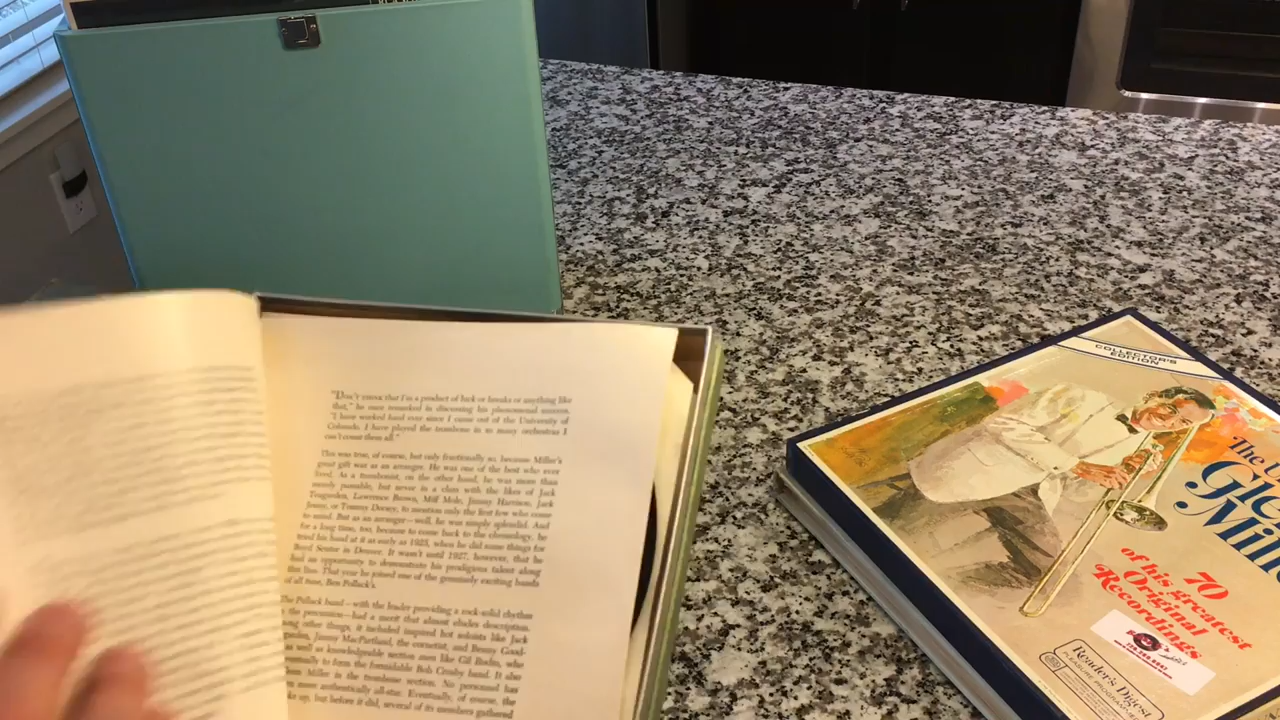 "Don't think that I'm a product of luck or breaks or anything like
that," he once remarked in discussing his phenomenal success.
"I have worked hard ever since I came out of the University of
Colorado. I have played the trombone in so many orchestras I
can't count them all."
This was true, of course, but only fractionally so, because Miller's
great gift was as an arranger. He was one of the best who ever
lived. As a trombonist, on the other hand, he was more than
merely passable, but never in a class with the likes of Jack
Teagarden, Lawrence Brown, Miff Mole, Jimmy Harrison, Jack
Jenny, or Tommy Dorsey, to mention only the first few who come
to mind. But as an arranger—well, he was simply splendid. And
for a long time, too, because to come back to the chronology, he
tried his hand at it as early as 1923, when he did some things for
Boyd Senter in Denver. It wasn't until 1927, however, that he
had an opportunity to demonstrate his prodigious talent along
this line. That year he joined one of the genuinely exciting bands
of all time, Ben Pollack's.
The Pollack band—with the leader providing a rock-solid rhythm
the percussion—had a merit that almost eludes description.
ng other things, it included inspired hot soloists like Jack
garden, Jimmy MacPartland, the cornetist, and Benny Good-
as well as knowledgeable section men like Gil Rodin, who
ntually to form the formidable Bob Crosby band. It also
enn Miller in the trombone section. No personnel has
n more authentically all-star. Eventually, of course, the
ke up, but before it did, several of its members gathered
COLLECTOR'S
EDITION
The U
Gle
Mill
70
of his greatest
Original
Recordings
Reader's Digest